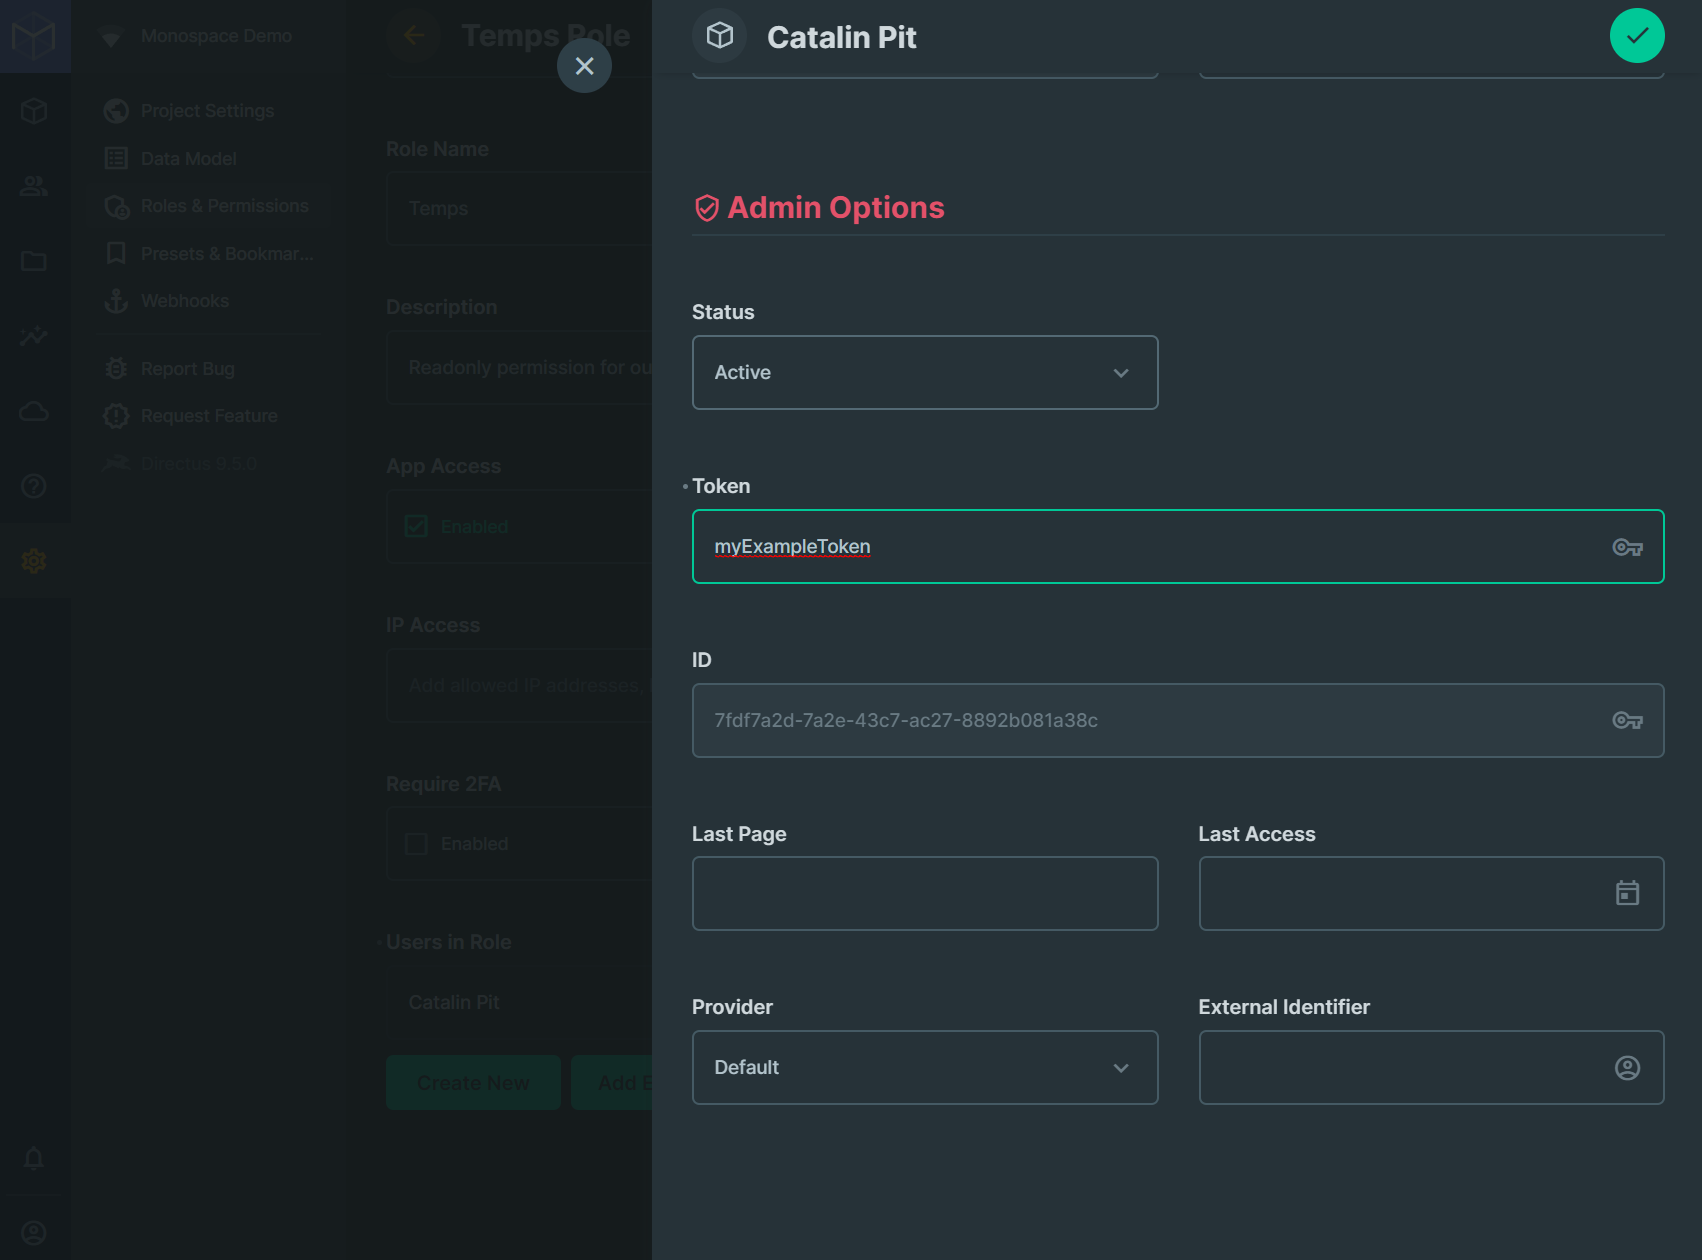 Monospace Demo
Project Settings
Data Model
Roles & Permissions
Presets & Bookmar...
Webhooks
Report Bug
Request Feature
Directus 9.5.0
Temps Role
Role Name
Temps
Description
Readonly permission for ou
App Access
Enabled
IP Access
Add allowed IP addresses,
Require 2FA
Enabled
Users in Role
Catalin Pit
Create New
Add E
Catalin Pit
Admin Options
Status
Active
Token
myExampleToken
ID
7fdf7a2d-7a2e-43c7-ac27-8892b081a38c
Last Page
Last Access
Provider
Default
External Identifier